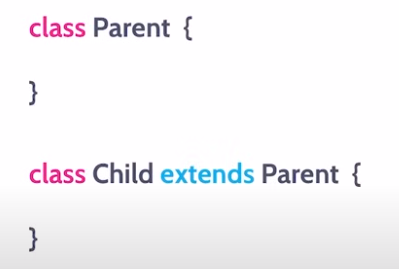 class Parent {
}
class Child extends Parent {
}